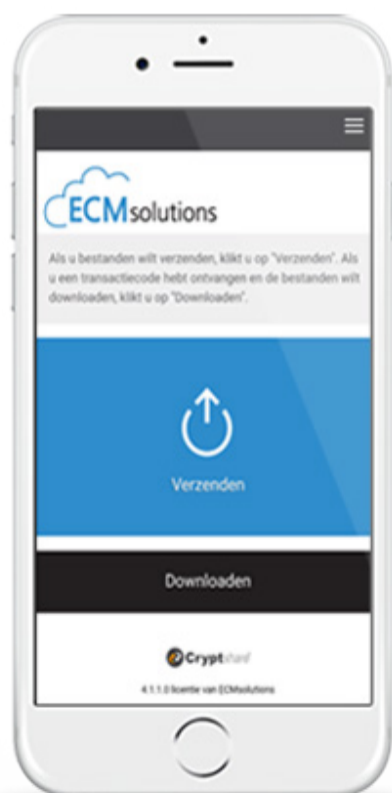 ECMsolutions
Als u bestanden wilt verzenden, klikt u op "Verzenden". Als
u een transactiecode hebt ontvangen en de bestanden wilt
downloaden, klikt u op "Downloaden".
Verzenden
Downloaden
Cryptshare
4.1.1.0 licentie van ECMsolutions